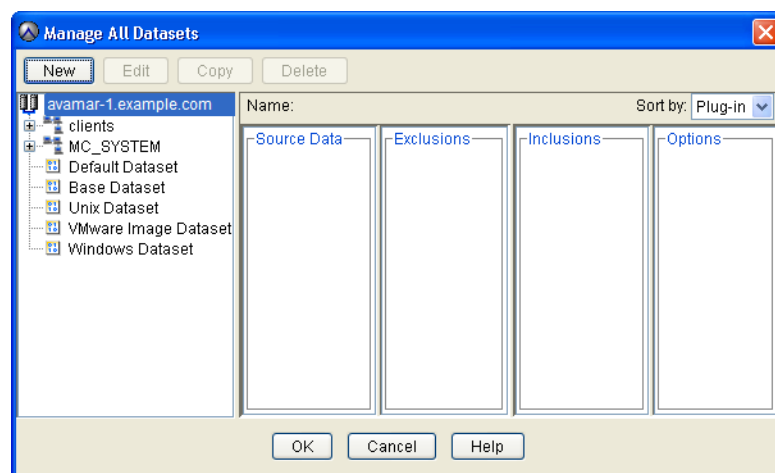 Manage All Datasets
New Edit Copy Delete
avamar-1.example.com
clients
MC_SYSTEM
Default Dataset
Base Dataset
Unix Dataset
VMware Image Dataset
Windows Dataset
Name: Sort by: Plug-in
Source Data Exclusions Inclusions Options
OK Cancel Help